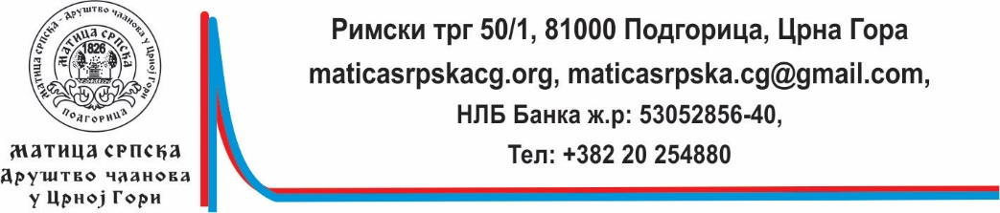 МАТИЦА СРПСКА - ДРУШТВО ЧЛАНОВА У ЦРНОЈ ГОРИ
МАТИЦА СРПСКА
1826
ПОДГОРИЦА
МАТИЦА СРПСКА
ДРУШТВО ЧЛАНОВА
У ЦРНОЈ ГОРИ
Римски трг 50/1, 81000 Подгорица, Црна Гора
maticasrpskacg.org, maticasrpska.cg@gmail.com,
НЛБ Банка ж.р: 53052856-40,
Тел: +382 20 254880